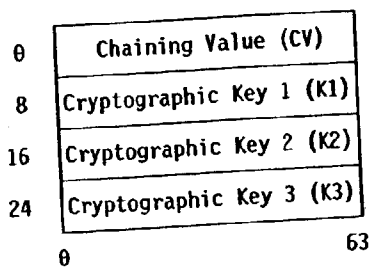 0 Chaining Value (CV)
8 Cryptographic Key 1 (K1)
16 Cryptographic Key 2 (K2)
24 Cryptographic Key 3 (K3)
0 63